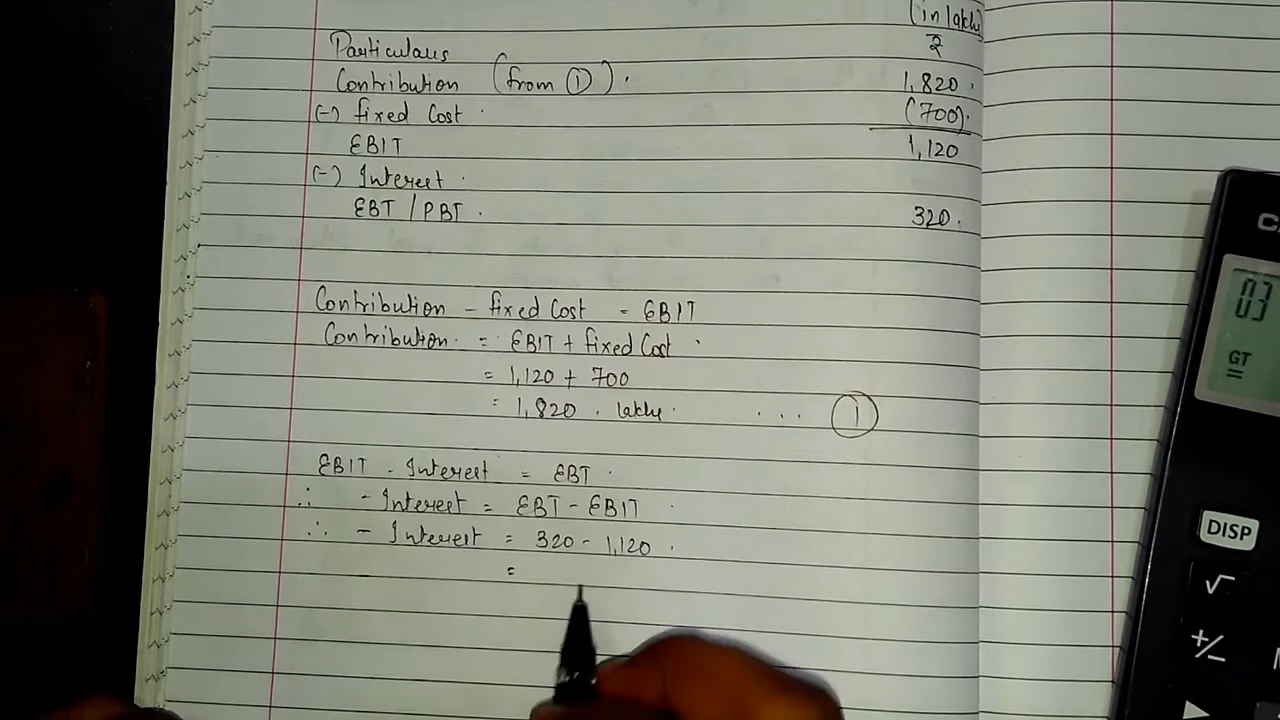 (in lakhs)
Particulars ₹
Contribution (from ①). 1,820.
(-) fixed Cost. (700).
EBIT 1,120
(-) Interest.
EBT / PBT. 320.
Contribution - fixed Cost = EBIT
Contribution. = EBIT + fixed Cost.
= 1,120 + 700
= 1,820. lakhs. ... ①
EBIT - Interest = EBT.
∴ - Interest = EBT - EBIT.
∴ - Interest = 320 - 1,120.
=
CA
03
GT
=
DISP
√
+/-